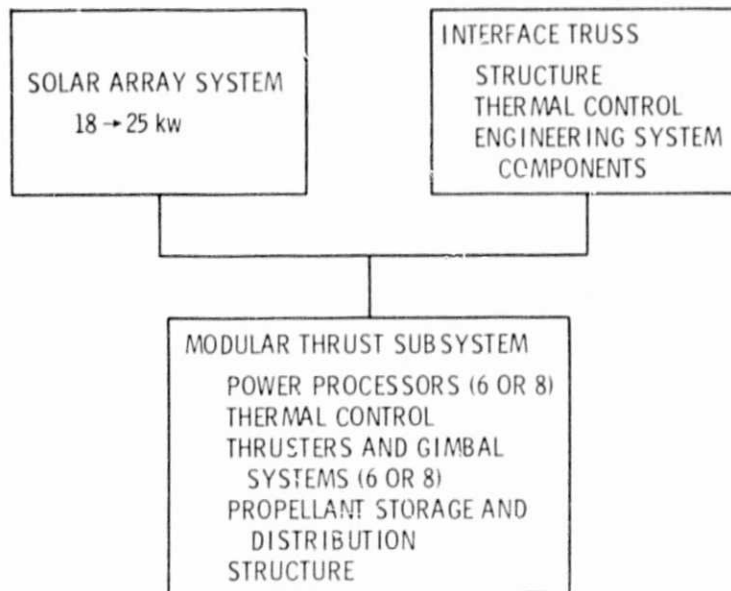 SOLAR ARRAY SYSTEM
18 → 25 kw
INTERFACE TRUSS
STRUCTURE
THERMAL CONTROL
ENGINEERING SYSTEM
COMPONENTS
MODULAR THRUST SUBSYSTEM
POWER PROCESSORS (6 OR 8)
THERMAL CONTROL
THRUSTERS AND GIMBAL
SYSTEMS (6 OR 8)
PROPELLANT STORAGE AND
DISTRIBUTION
STRUCTURE